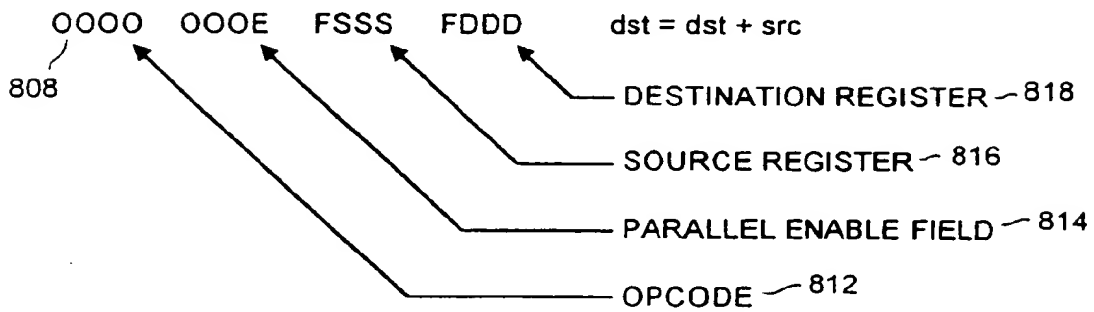 OOOO OOOE FSSS FDDD dst = dst + src
808
DESTINATION REGISTER 818
SOURCE REGISTER 816
PARALLEL ENABLE FIELD 814
OPCODE 812